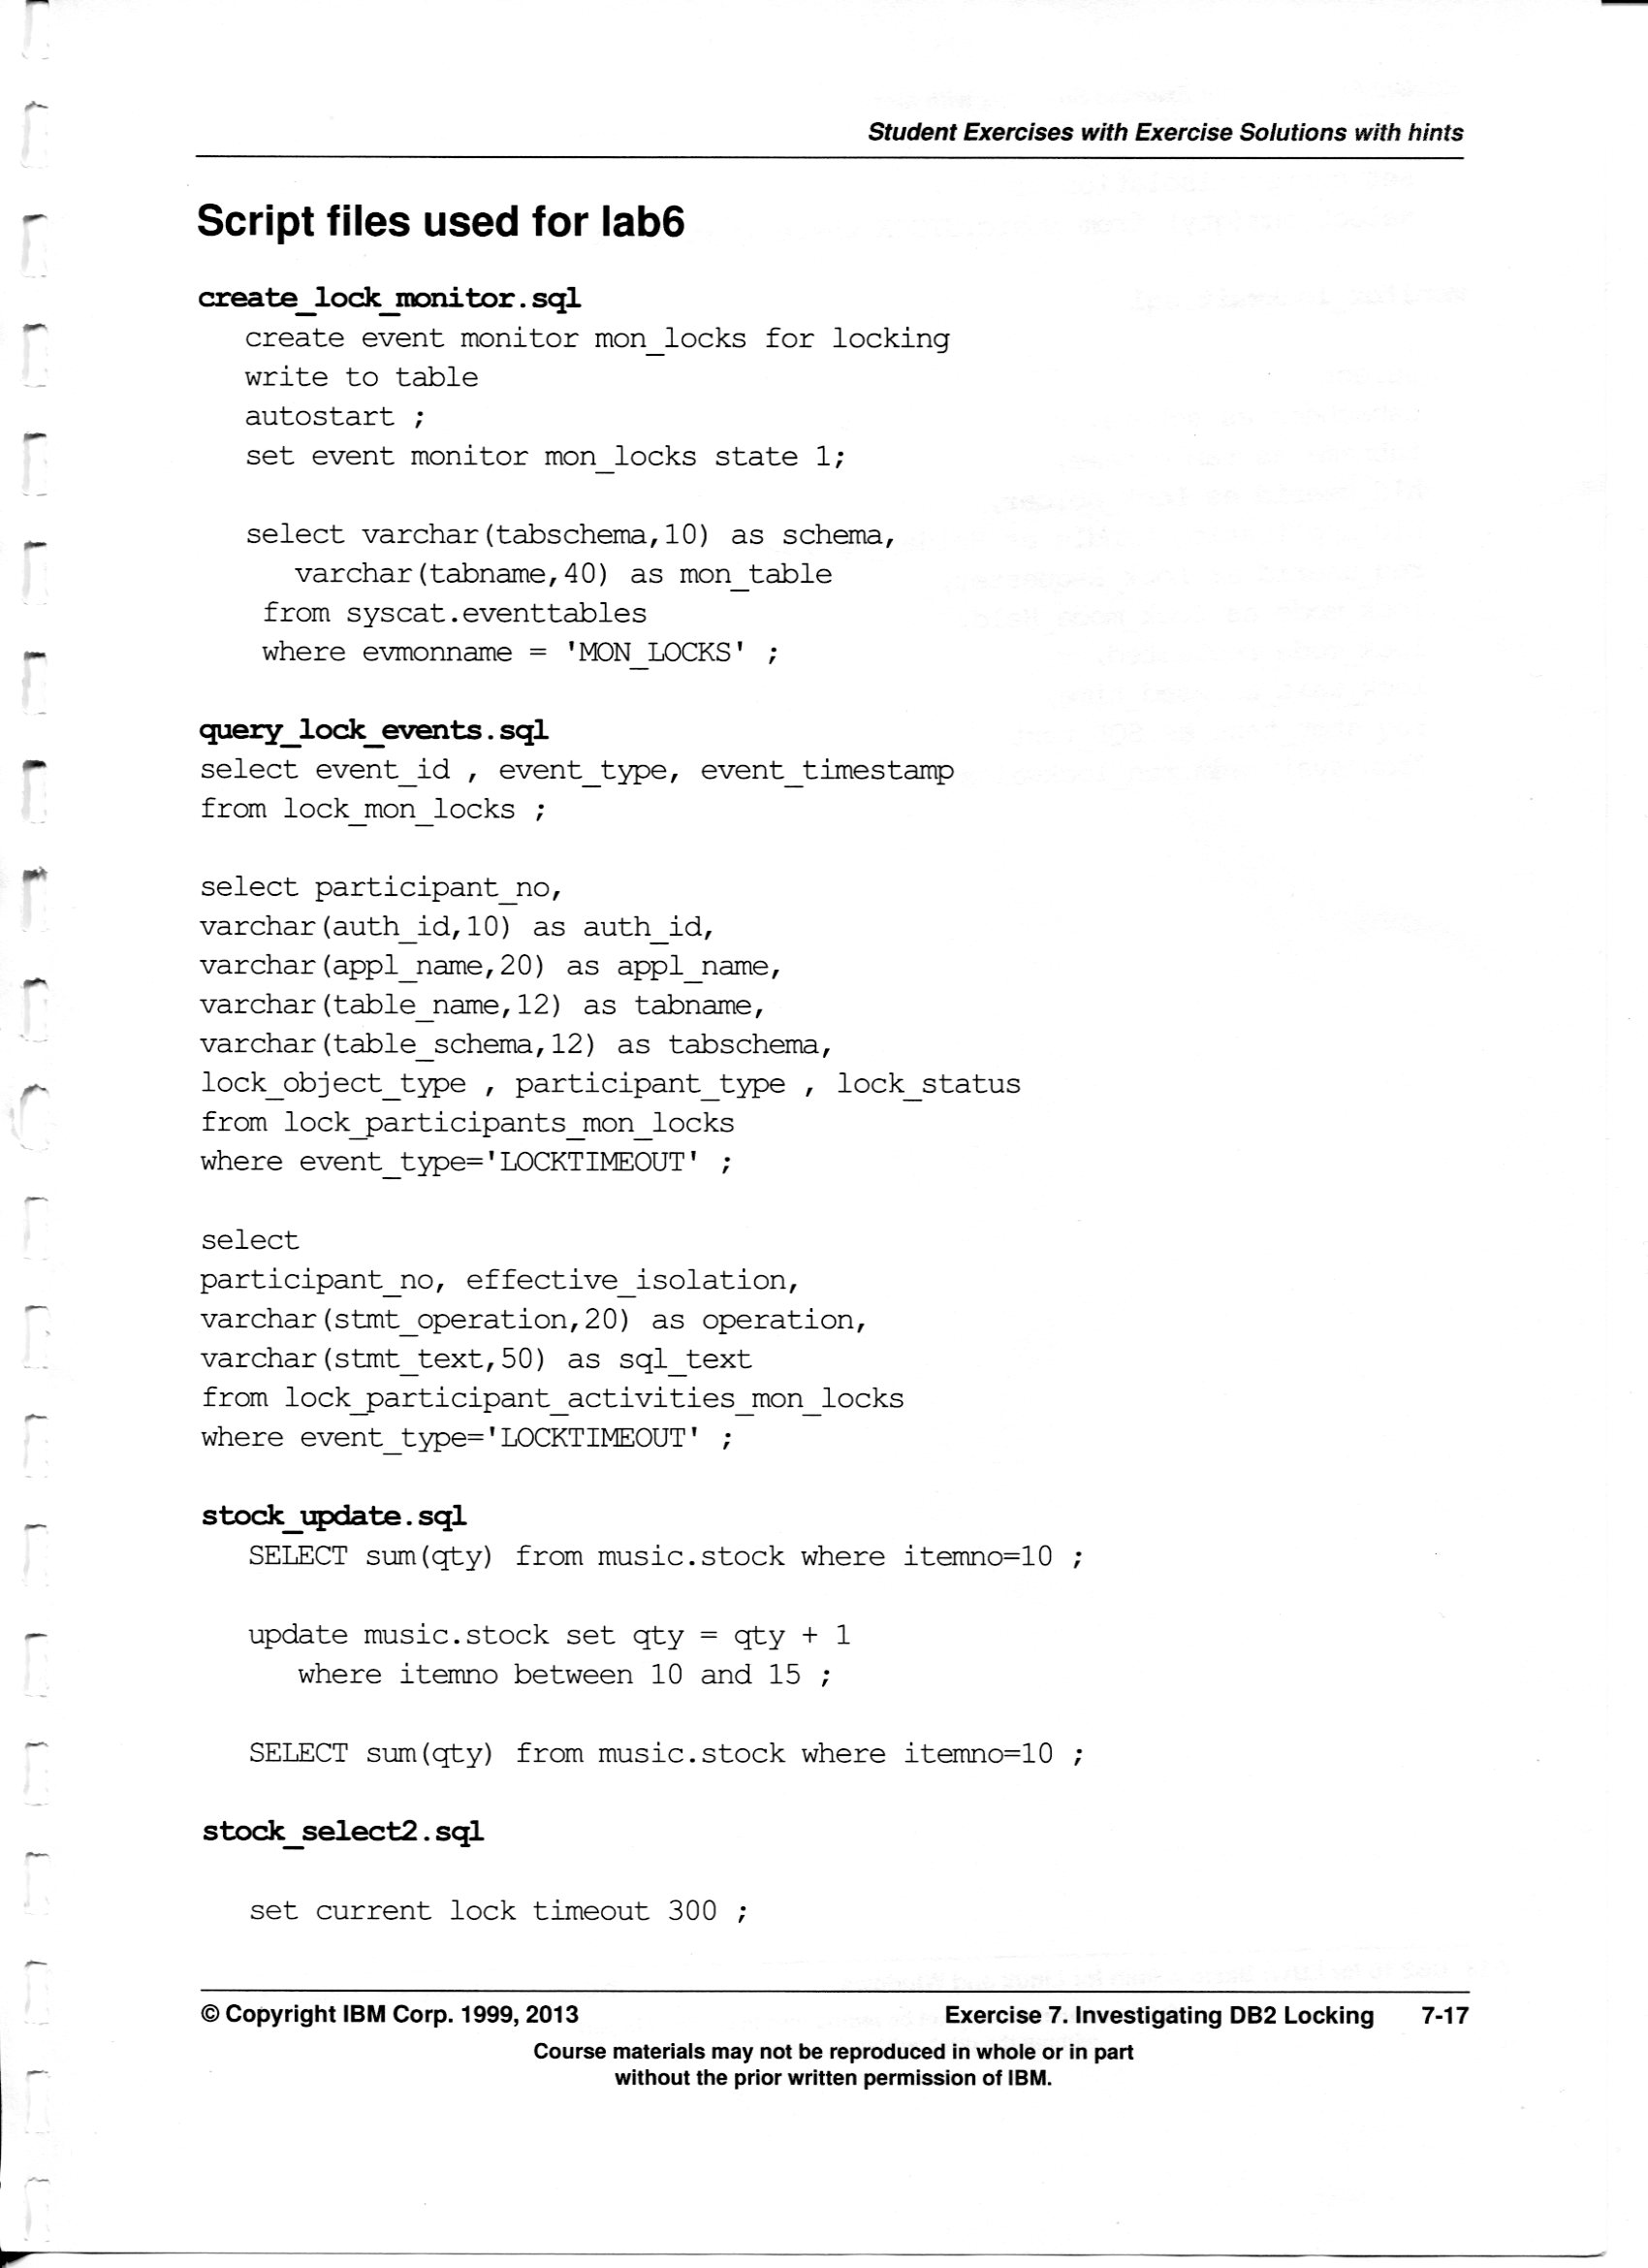 Student Exercises with Exercise Solutions with hints
Script files used for lab6
create_lock_monitor.sql
create event monitor mon_locks for locking
write to table
autostart ;
set event monitor mon_locks state 1;
select varchar(tabschema,10) as schema,
varchar(tabname,40) as mon_table
from syscat.eventtables
where evmonname = 'MON_LOCKS' ;
query_lock_events.sql
select event_id , event_type, event_timestamp
from lock_mon_locks ;
select participant_no,
varchar(auth_id,10) as auth_id,
varchar(appl_name,20) as appl_name,
varchar(table_name,12) as tabname,
varchar(table_schema,12) as tabschema,
lock_object_type , participant_type , lock_status
from lock_participants_mon_locks
where event_type='LOCKTIMEOUT' ;
select
participant_no, effective_isolation,
varchar(stmt_operation,20) as operation,
varchar(stmt_text,50) as sql_text
from lock_participant_activities_mon_locks
where event_type='LOCKTIMEOUT' ;
stock_update.sql
SELECT sum(qty) from music.stock where itemno=10 ;
update music.stock set qty = qty + 1
where itemno between 10 and 15 ;
SELECT sum(qty) from music.stock where itemno=10 ;
stock_select2.sql
set current lock timeout 300 ;
© Copyright IBM Corp. 1999, 2013 Exercise 7. Investigating DB2 Locking 7-17
Course materials may not be reproduced in whole or in part
without the prior written permission of IBM.